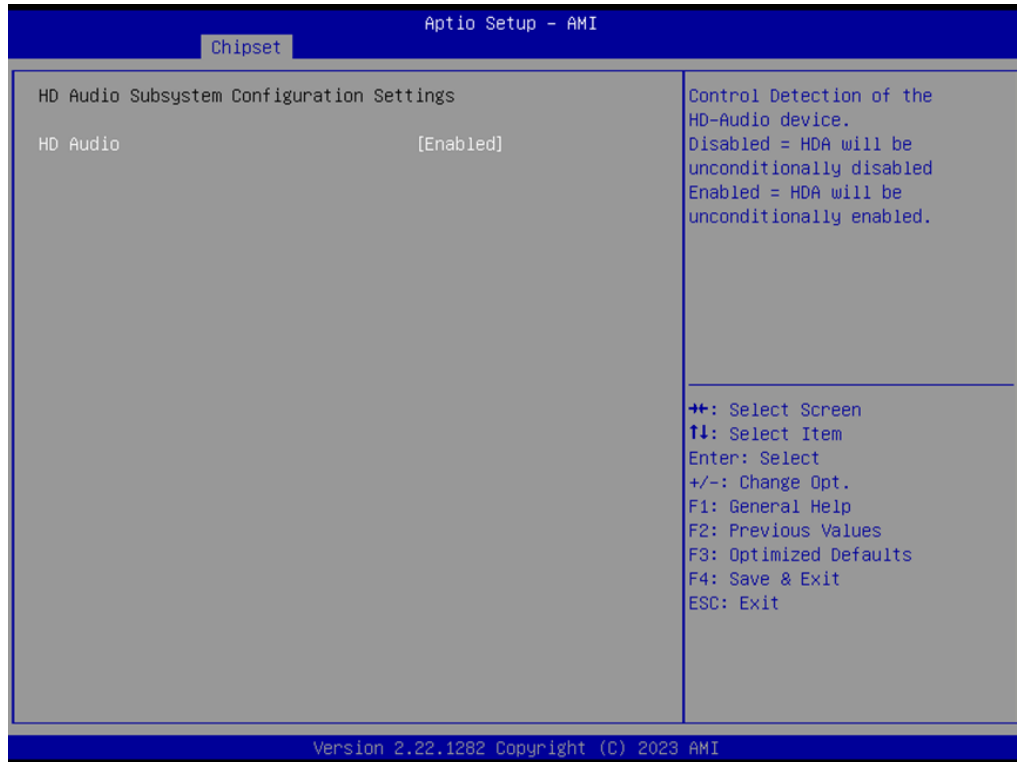 Aptio Setup – AMI
Chipset
HD Audio Subsystem Configuration Settings
HD Audio [Enabled]
Control Detection of the
HD-Audio device.
Disabled = HDA will be
unconditionally disabled
Enabled = HDA will be
unconditionally enabled.
→←: Select Screen
↑↓: Select Item
Enter: Select
+/-: Change Opt.
F1: General Help
F2: Previous Values
F3: Optimized Defaults
F4: Save & Exit
ESC: Exit
Version 2.22.1282 Copyright (C) 2023 AMI